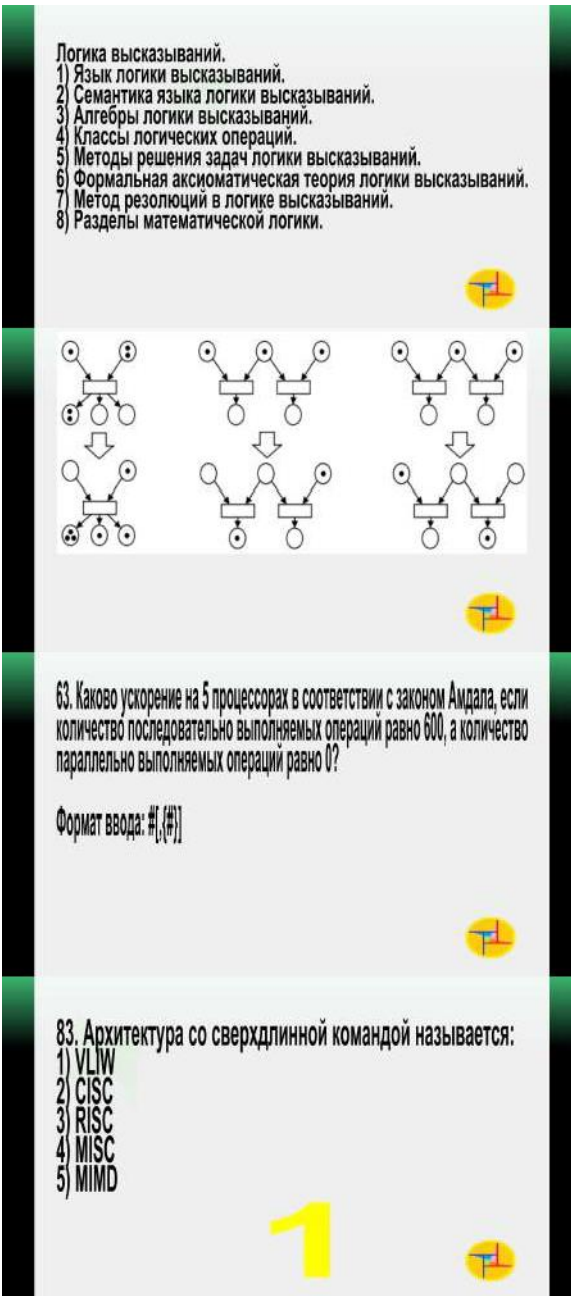 Логика высказываний.
1) Язык логики высказываний.
2) Семантика языка логики высказываний.
3) Алгебры логики высказываний.
4) Классы логических операций.
5) Методы решения задач логики высказываний.
6) Формальная аксиоматическая теория логики высказываний.
7) Метод резолюций в логике высказываний.
8) Разделы математической логики.
63. Каково ускорение на 5 процессорах в соответствии с законом Амдала, если
количество последовательно выполняемых операций равно 600, а количество
параллельно выполняемых операций равно 0?
Формат ввода: #[,{#}]
83. Архитектура со сверхдлинной командой называется:
1) VLIW
2) CISC
3) RISC
4) MISC
5) MIMD
1